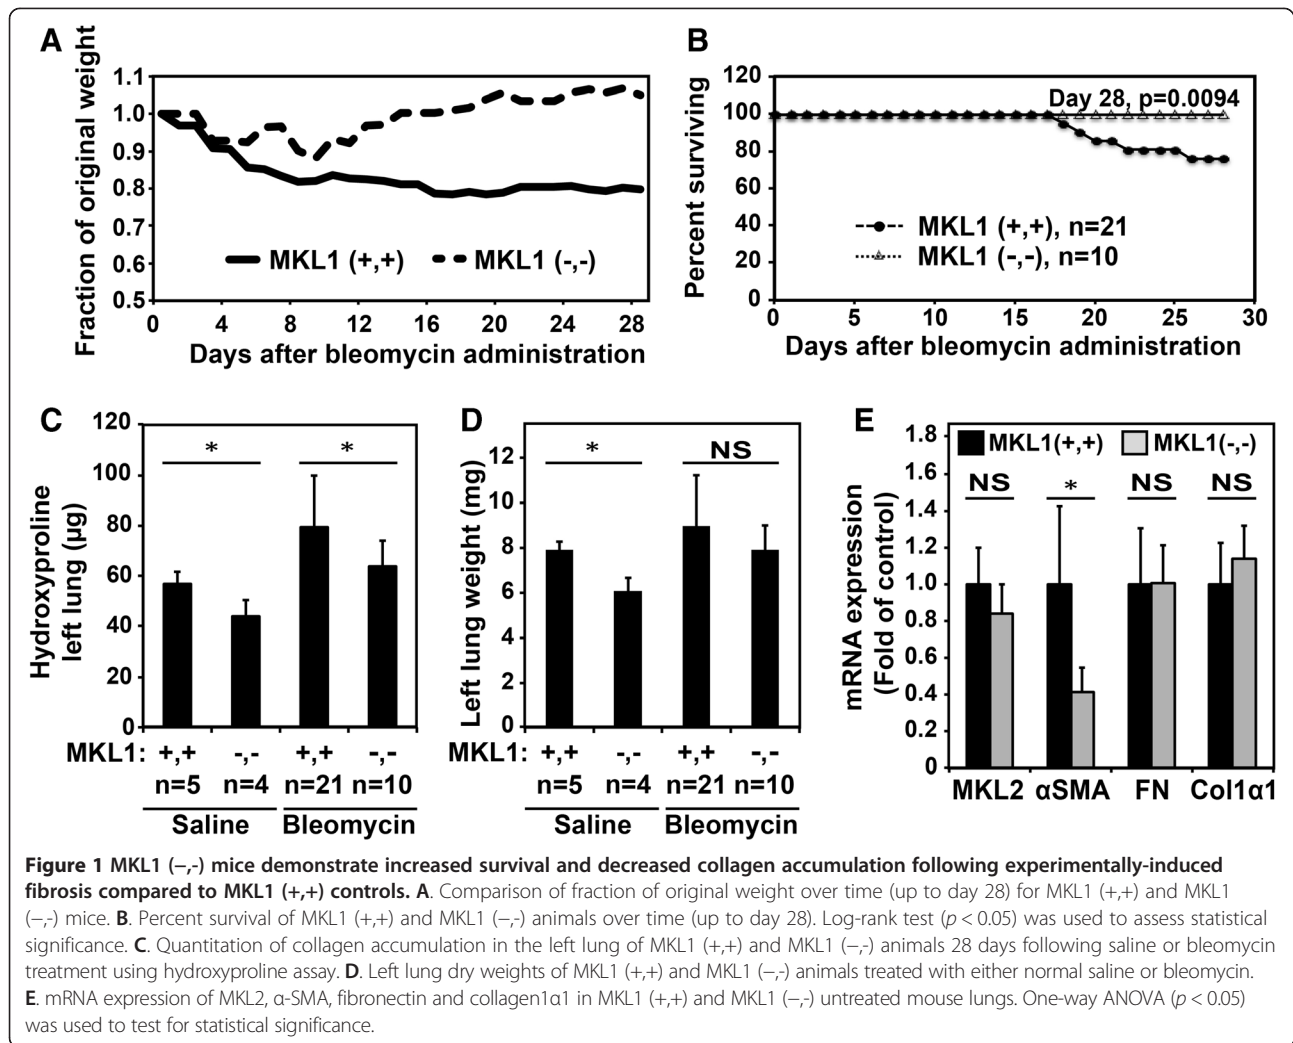 A
Fraction of original weight
1.1
1.0
0.9
0.8
0.7
0.6
0.5
MKL1 (+,+) MKL1 (-,-)
0 4 8 12 16 20 24 28
Days after bleomycin administration
B
Percent surviving
120
100
80
60
40
20
0
Day 28, p=0.0094
MKL1 (+,+), n=21
MKL1 (-,-), n=10
0 5 10 15 20 25 30
Days after bleomycin administration
C
Hydroxyproline
left lung (µg)
120
100
80
60
40
20
0
* *
MKL1: +,+ -,- +,+ -,-
n=5 n=4 n=21 n=10
Saline Bleomycin
D
Left lung weight (mg)
12
10
8
6
4
2
0
* NS
MKL1: +,+ -,- +,+ -,-
n=5 n=4 n=21 n=10
Saline Bleomycin
E
mRNA expression
(Fold of control)
1.8
1.6
1.4
1.2
1.0
0.8
0.6
0.4
0.2
0
MKL1(+,+) MKL1(-,-)
NS * NS NS
MKL2 αSMA FN Col1α1
Figure 1 MKL1 (−,-) mice demonstrate increased survival and decreased collagen accumulation following experimentally-induced
fibrosis compared to MKL1 (+,+) controls. A. Comparison of fraction of original weight over time (up to day 28) for MKL1 (+,+) and MKL1
(−,-) mice. B. Percent survival of MKL1 (+,+) and MKL1 (−,-) animals over time (up to day 28). Log-rank test (p < 0.05) was used to assess statistical
significance. C. Quantitation of collagen accumulation in the left lung of MKL1 (+,+) and MKL1 (−,-) animals 28 days following saline or bleomycin
treatment using hydroxyproline assay. D. Left lung dry weights of MKL1 (+,+) and MKL1 (−,-) animals treated with either normal saline or bleomycin.
E. mRNA expression of MKL2, α-SMA, fibronectin and collagen1α1 in MKL1 (+,+) and MKL1 (−,-) untreated mouse lungs. One-way ANOVA (p < 0.05)
was used to test for statistical significance.